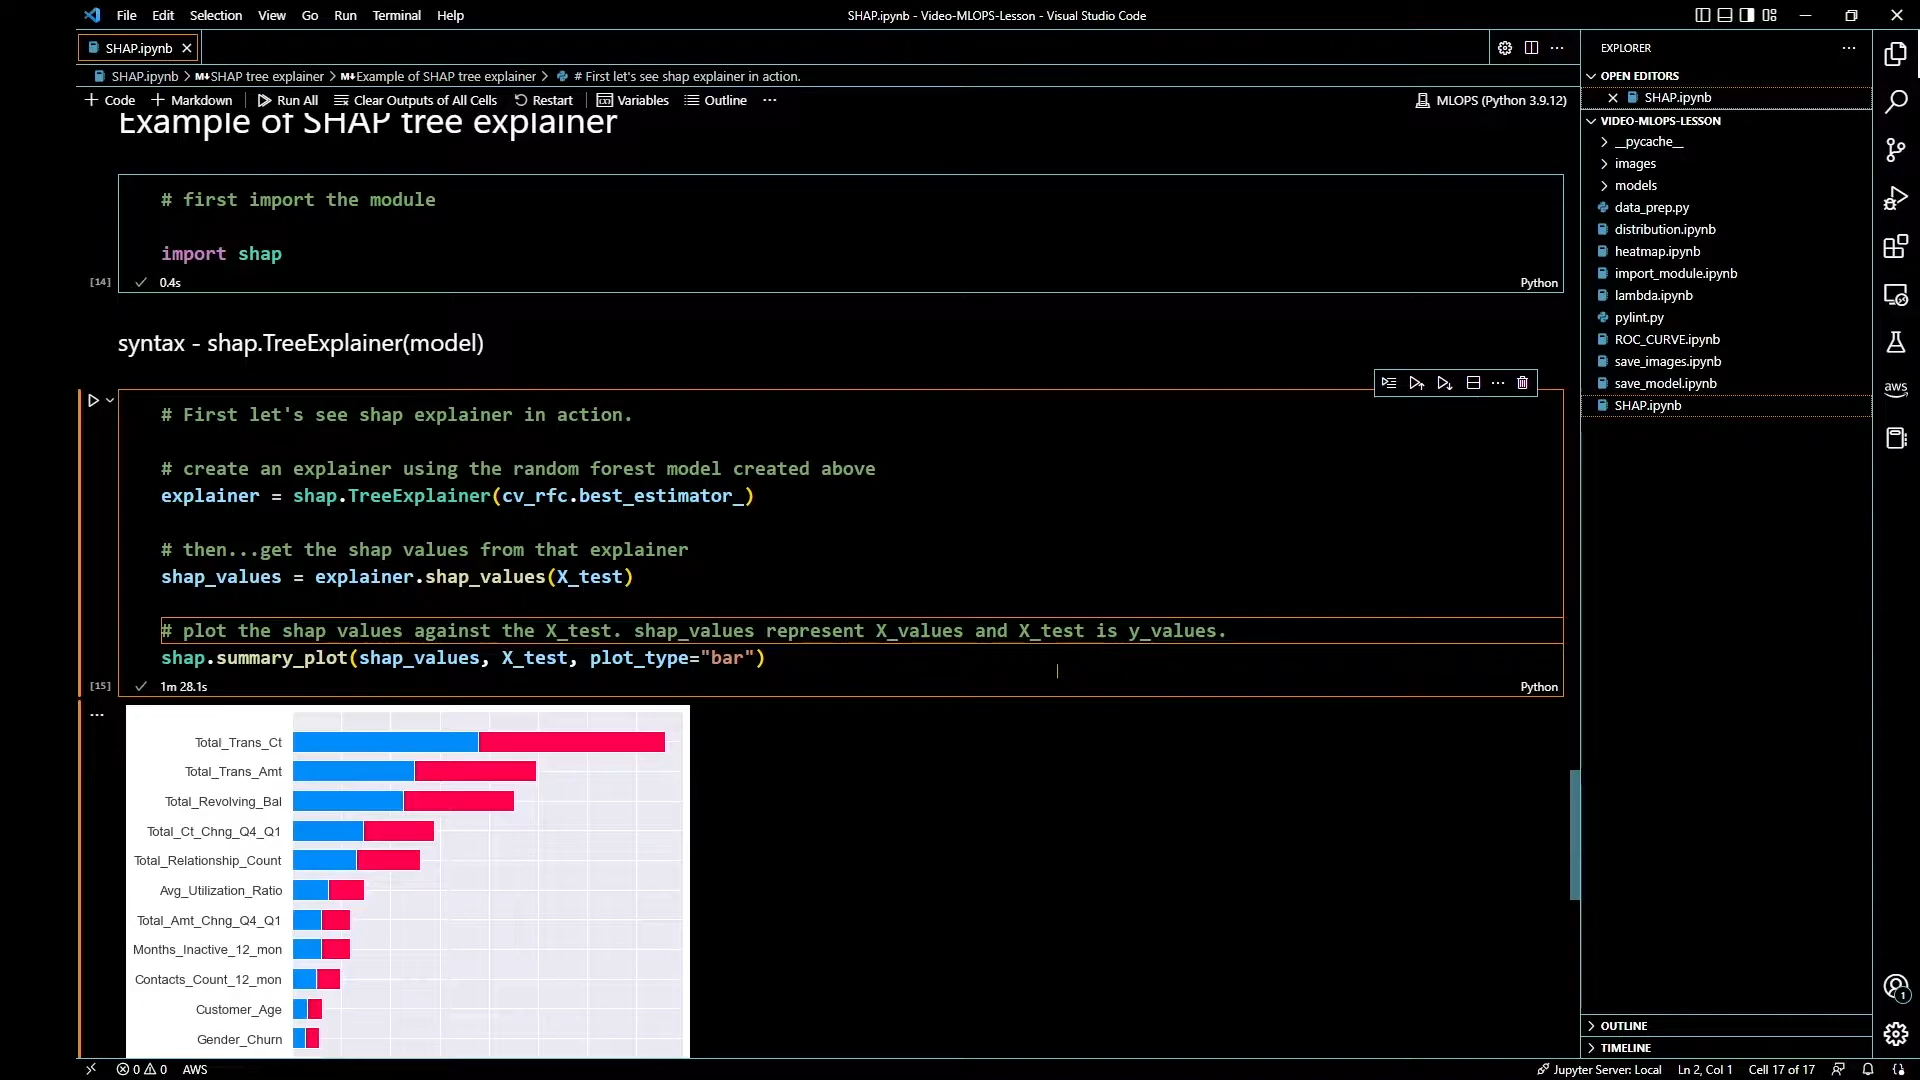 File Edit Selection View Go Run Terminal Help
SHAP.ipynb - Video-MLOPS-Lesson - Visual Studio Code
SHAP.ipynb
SHAP.ipynb > M↓SHAP tree explainer > M↓Example of SHAP tree explainer > # First let's see shap explainer in action.
+ Code + Markdown | Run All Clear Outputs of All Cells Restart | Variables Outline ...
MLOPS (Python 3.9.12)
Example of SHAP tree explainer
# first import the module
import shap
[14] ✓ 0.4s Python
syntax - shap.TreeExplainer(model)
# First let's see shap explainer in action.
# create an explainer using the random forest model created above
explainer = shap.TreeExplainer(cv_rfc.best_estimator_)
# then...get the shap values from that explainer
shap_values = explainer.shap_values(X_test)
# plot the shap values against the X_test. shap_values represent X_values and X_test is y_values.
shap.summary_plot(shap_values, X_test, plot_type="bar")
[15] ✓ 1m 28.1s Python
Total_Trans_Ct
Total_Trans_Amt
Total_Revolving_Bal
Total_Ct_Chng_Q4_Q1
Total_Relationship_Count
Avg_Utilization_Ratio
Total_Amt_Chng_Q4_Q1
Months_Inactive_12_mon
Contacts_Count_12_mon
Customer_Age
Gender_Churn
EXPLORER
OPEN EDITORS
SHAP.ipynb
VIDEO-MLOPS-LESSON
__pycache__
images
models
data_prep.py
distribution.ipynb
heatmap.ipynb
import_module.ipynb
lambda.ipynb
pylint.py
ROC_CURVE.ipynb
save_images.ipynb
save_model.ipynb
SHAP.ipynb
OUTLINE
TIMELINE
aws
1
0 0 AWS
Jupyter Server: Local Ln 2, Col 1 Cell 17 of 17